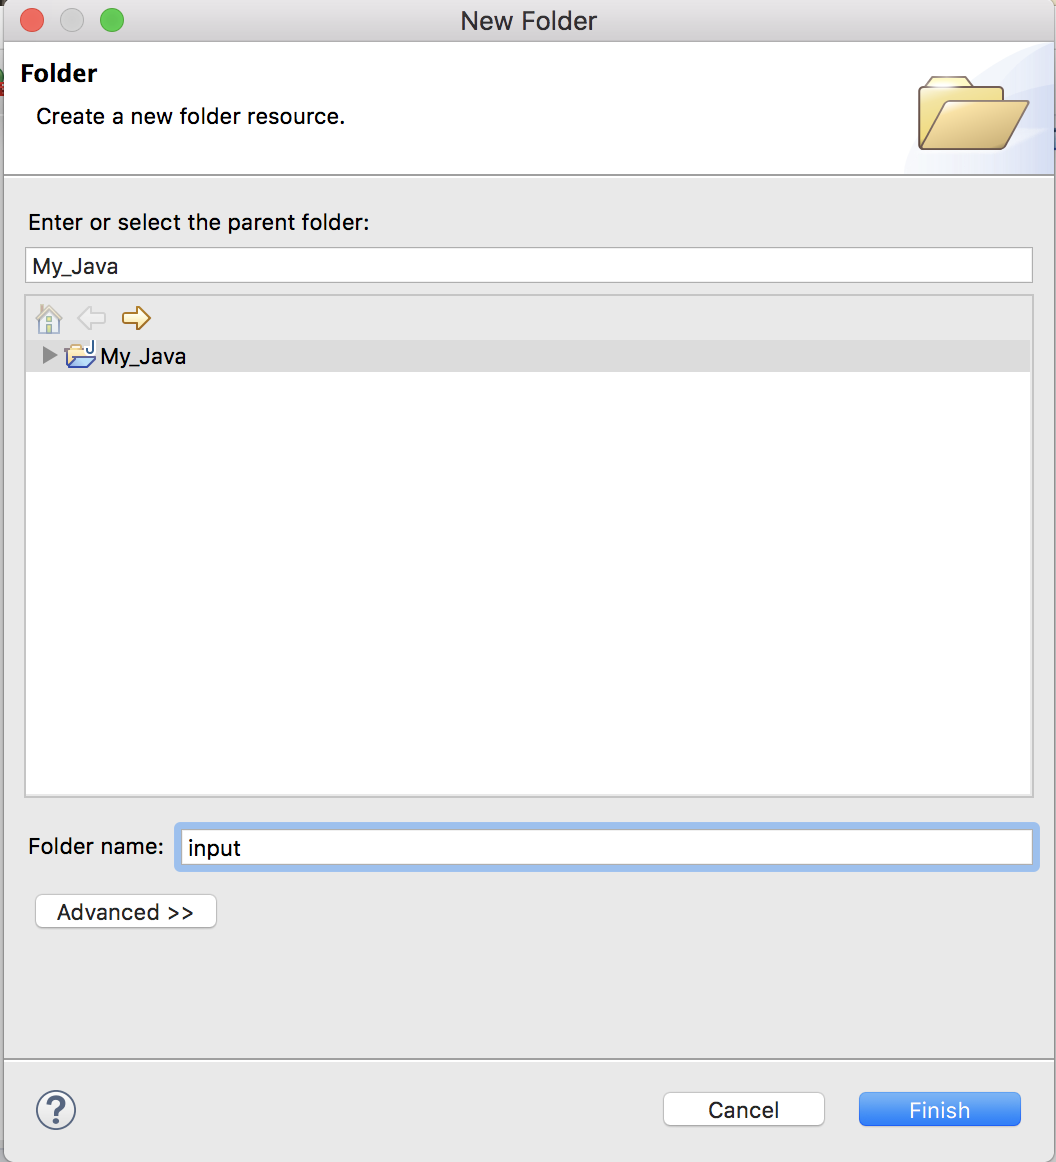 New Folder
Folder
Create a new folder resource.
Enter or select the parent folder:
My_Java
My_Java
Folder name: input
Advanced >>
? Cancel Finish